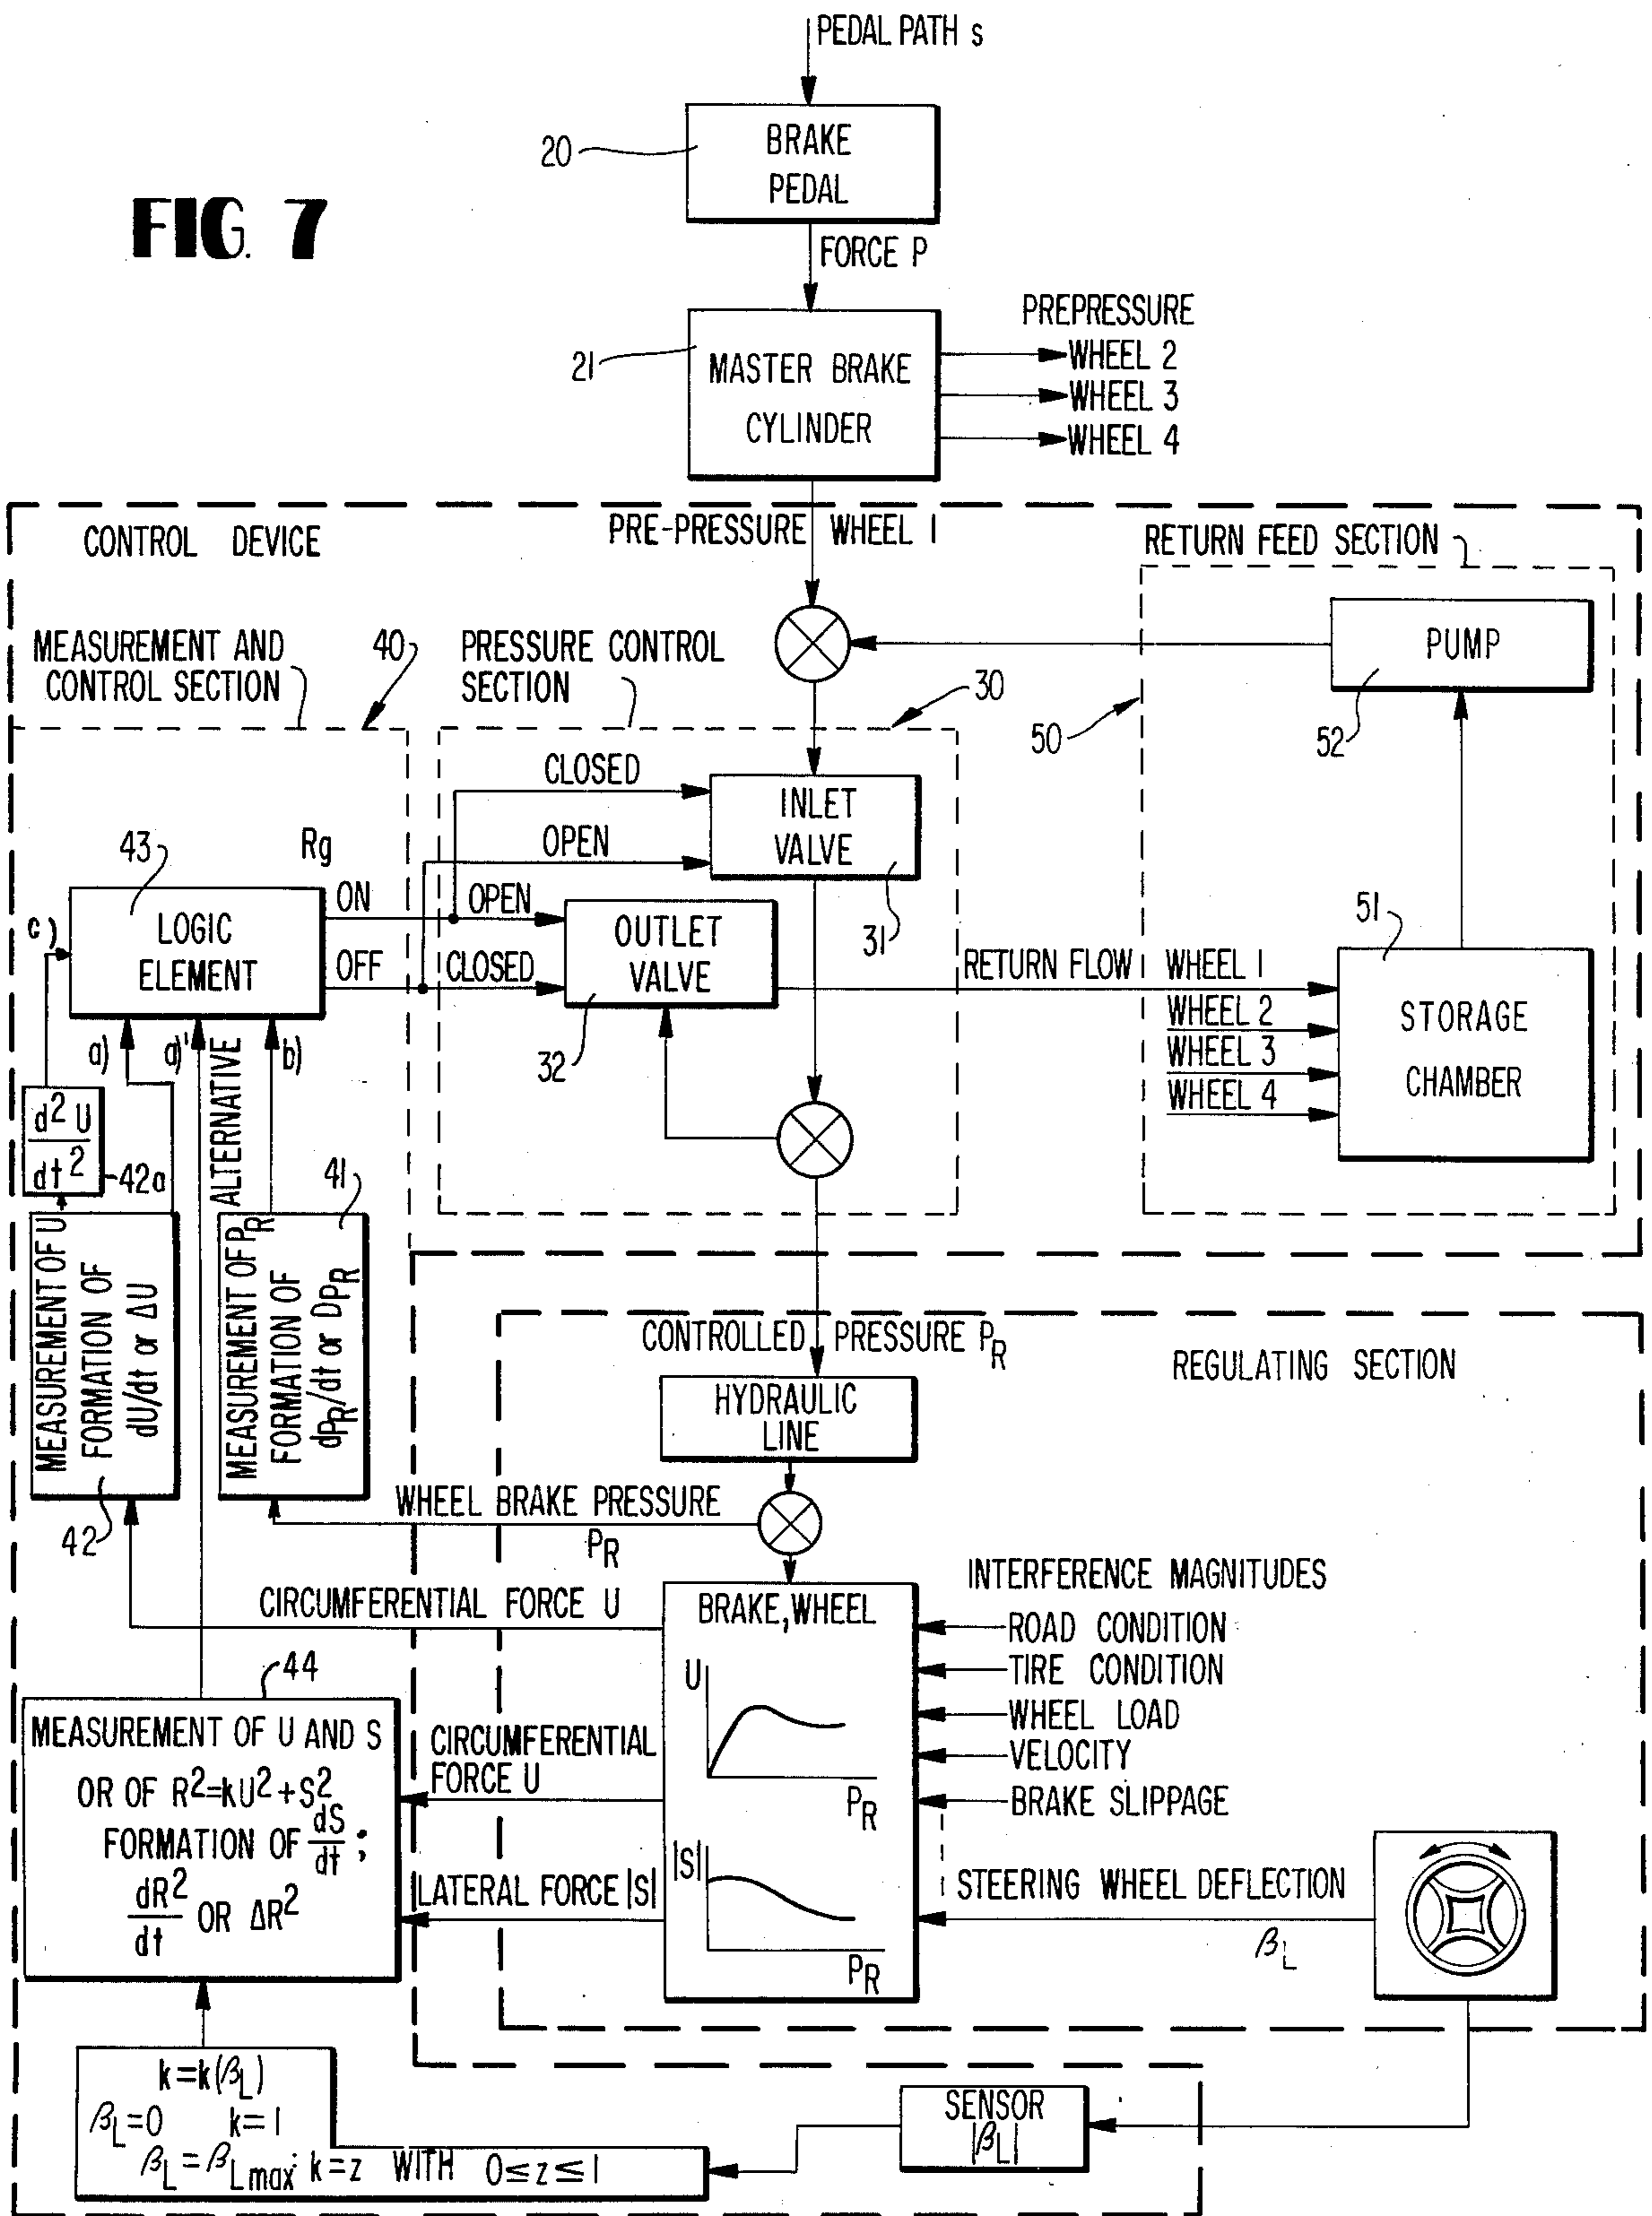 PEDAL PATH s
20
BRAKE
PEDAL
FIG. 7
FORCE P
PREPRESSURE
21
MASTER BRAKE
CYLINDER
WHEEL 2
WHEEL 3
WHEEL 4
CONTROL DEVICE
PRE-PRESSURE WHEEL 1
RETURN FEED SECTION
MEASUREMENT AND
CONTROL SECTION
40
PRESSURE CONTROL
SECTION
30
PUMP
50
52
CLOSED
INLET
VALVE
OPEN
31
43
Rg
LOGIC
ELEMENT
ON
OFF
OPEN
CLOSED
OUTLET
VALVE
32
51
RETURN FLOW WHEEL 1
WHEEL 2
WHEEL 3
WHEEL 4
STORAGE
CHAMBER
c)
a)
a)'
ALTERNATIVE
b)
d² U
dt²
42a
41
MEASUREMENT OF U
FORMATION OF
dU/dt or ΔU
42
MEASUREMENT OF PR
FORMATION OF
dPR/dt or DPR
CONTROLLED PRESSURE PR
REGULATING SECTION
HYDRAULIC
LINE
WHEEL BRAKE PRESSURE
PR
INTERFERENCE MAGNITUDES
CIRCUMFERENTIAL FORCE U
BRAKE, WHEEL
ROAD CONDITION
TIRE CONDITION
WHEEL LOAD
VELOCITY
BRAKE SLIPPAGE
U
PR
44
MEASUREMENT OF U AND S
OR OF R²=kU²+S²
FORMATION OF dS/dt;
dR²/dt OR ΔR²
CIRCUMFERENTIAL
FORCE U
LATERAL FORCE |S|
|S|
PR
STEERING WHEEL DEFLECTION
βL
k=k(βL)
βL=0 k=1
βL=βLmax: k=z WITH 0≤z≤1
SENSOR
|βL|